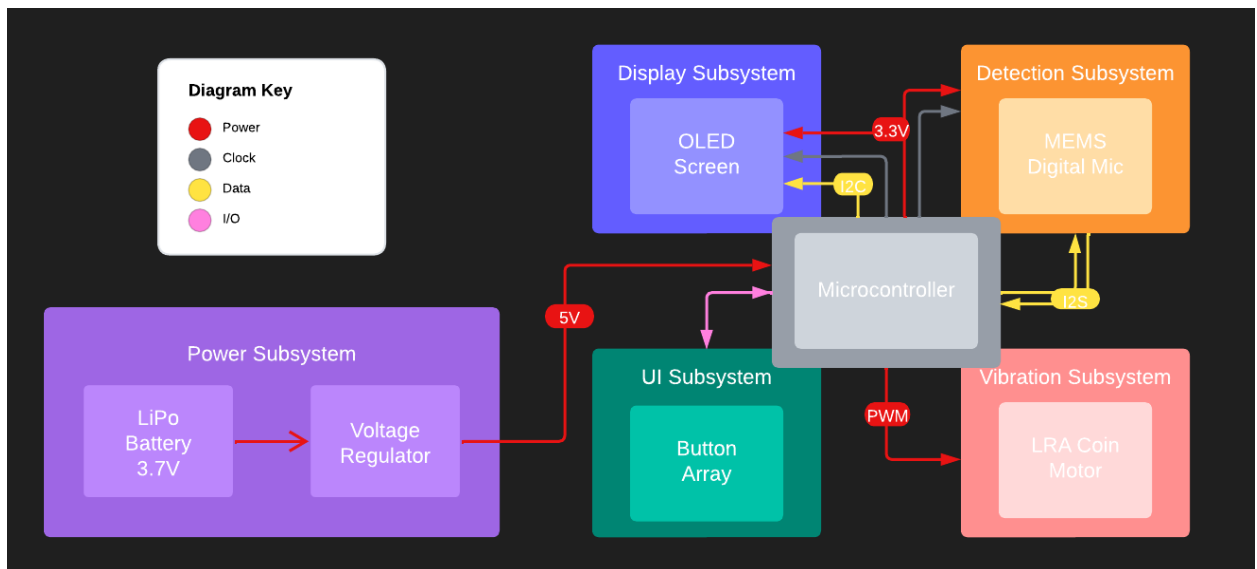 Diagram Key
Power
Clock
Data
I/O
Display Subsystem
OLED
Screen
Detection Subsystem
MEMS
Digital Mic
3.3V
I2C
Microcontroller
I2S
5V
Power Subsystem
LiPo
Battery
3.7V
Voltage
Regulator
UI Subsystem
Button
Array
PWM
Vibration Subsystem
LRA Coin
Motor